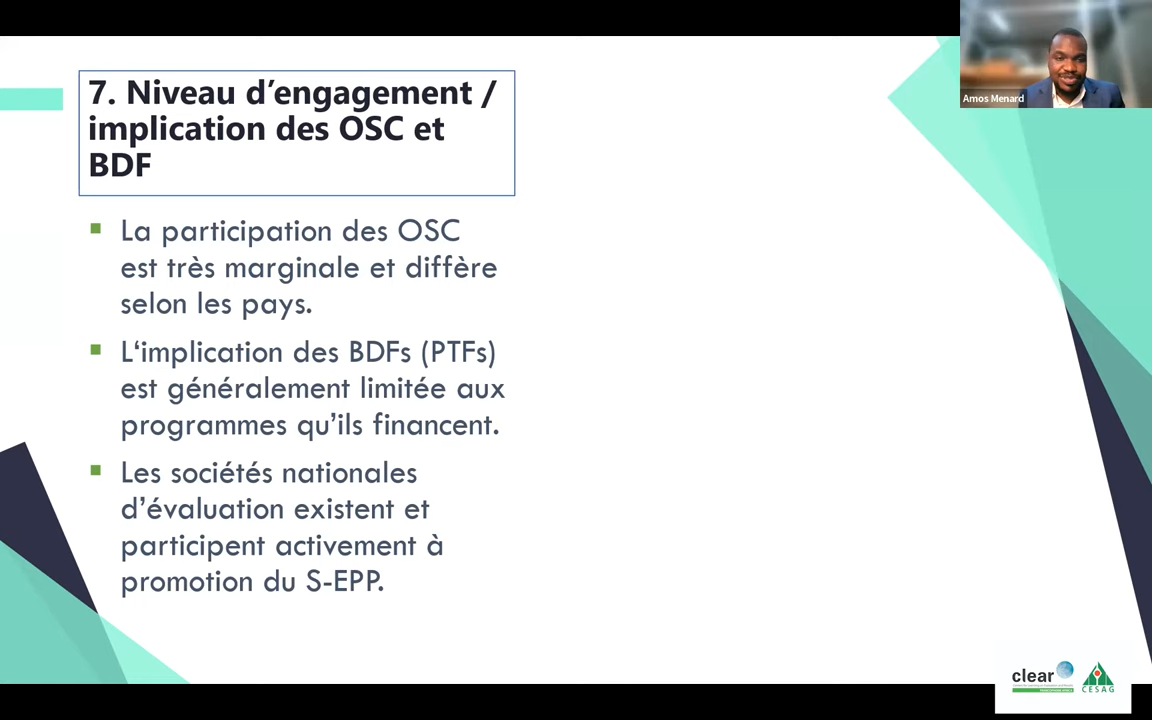 7. Niveau d’engagement /
implication des OSC et
BDF
La participation des OSC
est très marginale et diffère
selon les pays.
L‘implication des BDFs (PTFs)
est généralement limitée aux
programmes qu’ils financent.
Les sociétés nationales
d’évaluation existent et
participent activement à
promotion du S-EPP.
Amos Menard
clear
CESAG